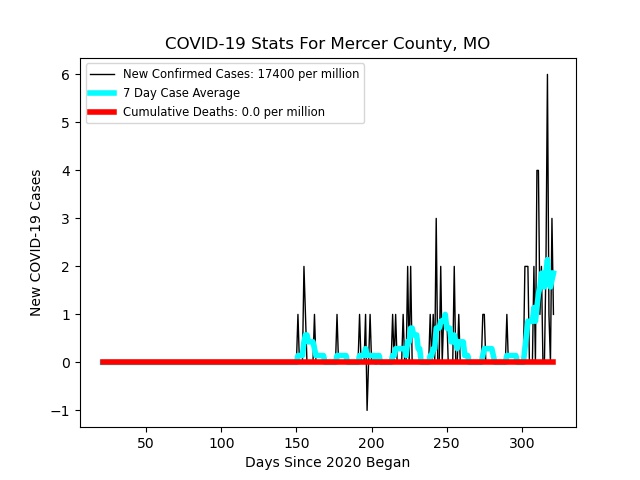 COVID-19 Stats For Mercer County, MO
New Confirmed Cases: 17400 per million
7 Day Case Average
Cumulative Deaths: 0.0 per million
New COVID-19 Cases
6
5
4
3
2
1
0
−1
50 100 150 200 250 300
Days Since 2020 Began